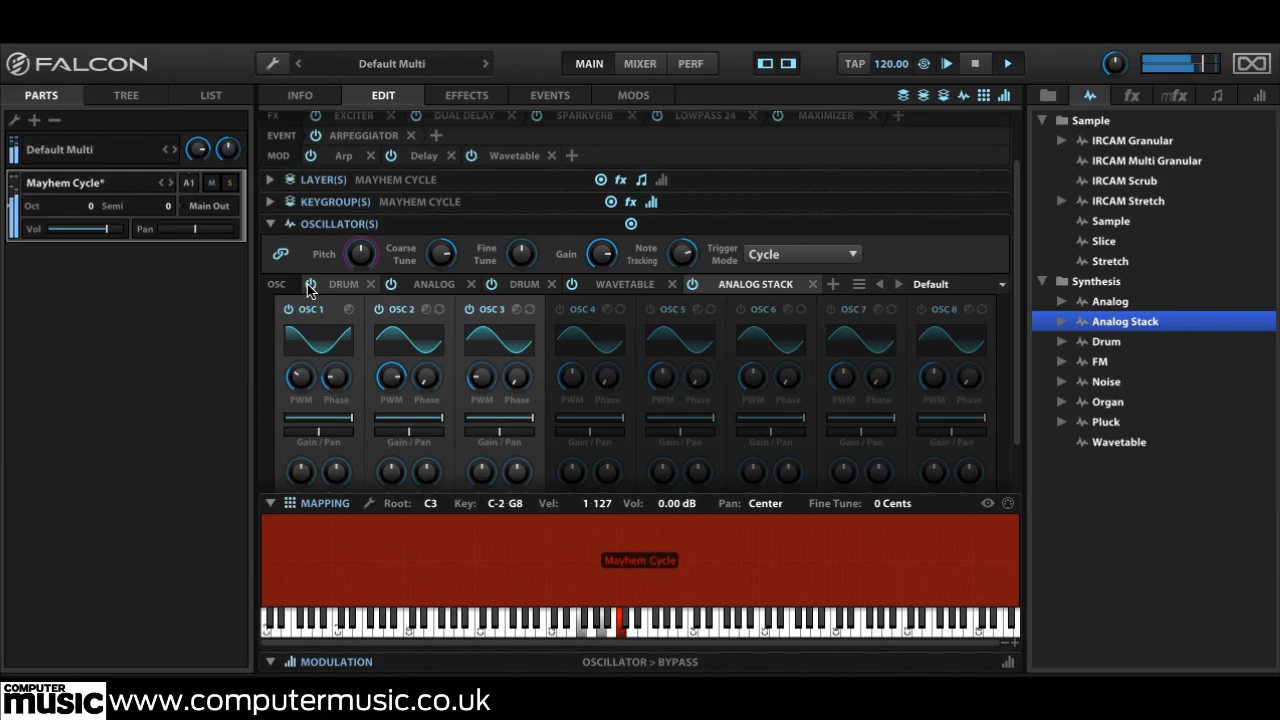 FALCON
Default Multi
MAIN MIXER PERF
TAP 120.00
PARTS TREE LIST
INFO EDIT EFFECTS EVENTS MODS
fx mfx
Default Multi
Mayhem Cycle* A1 M S
Oct 0 Semi 0 Main Out
Vol Pan
FX EXCITER DUAL DELAY SPARKVERB LOWPASS 24 MAXIMIZER
EVENT ARPEGGIATOR
MOD Arp Delay Wavetable
LAYER(S) MAYHEM CYCLE fx
KEYGROUP(S) MAYHEM CYCLE fx
OSCILLATOR(S)
Pitch Coarse Tune Fine Tune Gain Note Tracking Trigger Mode Cycle
OSC DRUM ANALOG DRUM WAVETABLE ANALOG STACK Default
OSC 1 OSC 2 OSC 3 OSC 4 OSC 5 OSC 6 OSC 7 OSC 8
PWM Phase PWM Phase PWM Phase PWM Phase PWM Phase PWM Phase PWM Phase PWM Phase
Gain / Pan Gain / Pan Gain / Pan Gain / Pan Gain / Pan Gain / Pan Gain / Pan Gain / Pan
MAPPING Root: C3 Key: C-2 G8 Vel: 1 127 Vol: 0.00 dB Pan: Center Fine Tune: 0 Cents
Mayhem Cycle
MODULATION OSCILLATOR > BYPASS
Sample
IRCAM Granular
IRCAM Multi Granular
IRCAM Scrub
IRCAM Stretch
Sample
Slice
Stretch
Synthesis
Analog
Analog Stack
Drum
FM
Noise
Organ
Pluck
Wavetable
COMPUTER
music www.computermusic.co.uk